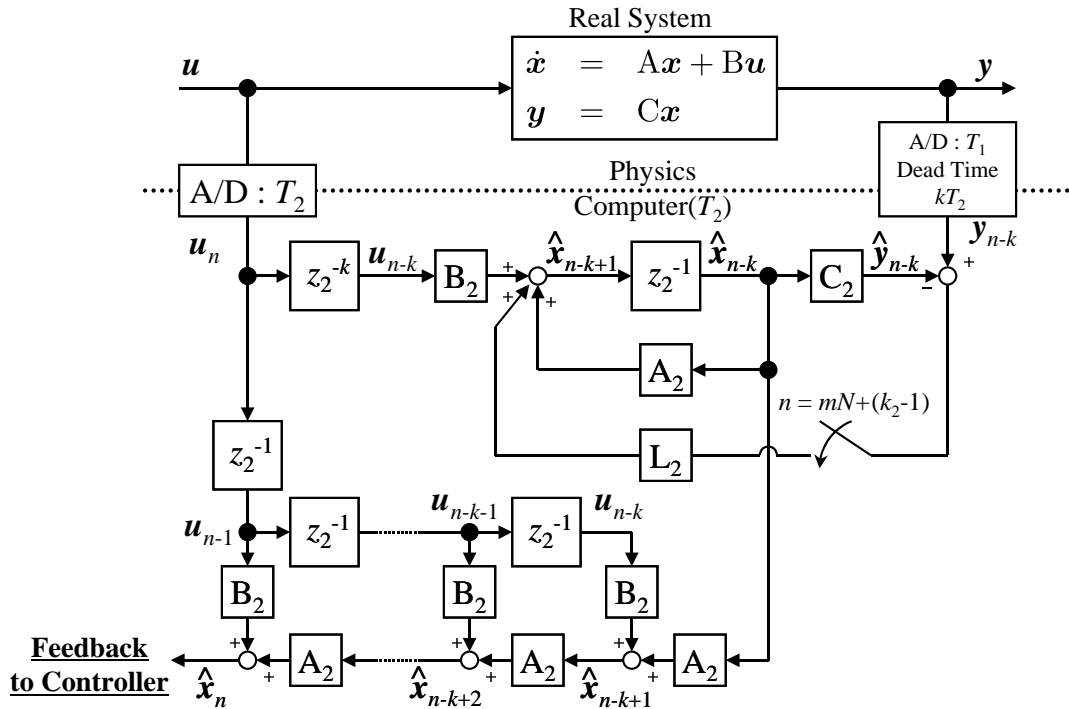 Real System
u
ẋ = Ax + Bu
y = Cx
y
A/D : T₁
Dead Time
kT₂
A/D : T₂
Physics
Computer(T₂)
uₙ
yₙ₋ₖ
z₂⁻ᵏ
uₙ₋ₖ
B₂
+
+
+
x̂ₙ₋ₖ₊₁
z₂⁻¹
x̂ₙ₋ₖ
C₂
ŷₙ₋ₖ
+
−
A₂
n = mN+(k₂-1)
L₂
z₂⁻¹
uₙ₋₁
z₂⁻¹
uₙ₋ₖ₋₁
z₂⁻¹
uₙ₋ₖ
B₂
B₂
B₂
+
+
+
Feedback
to Controller
x̂ₙ
+
A₂
x̂ₙ₋ₖ₊₂
+
A₂
x̂ₙ₋ₖ₊₁
+
A₂